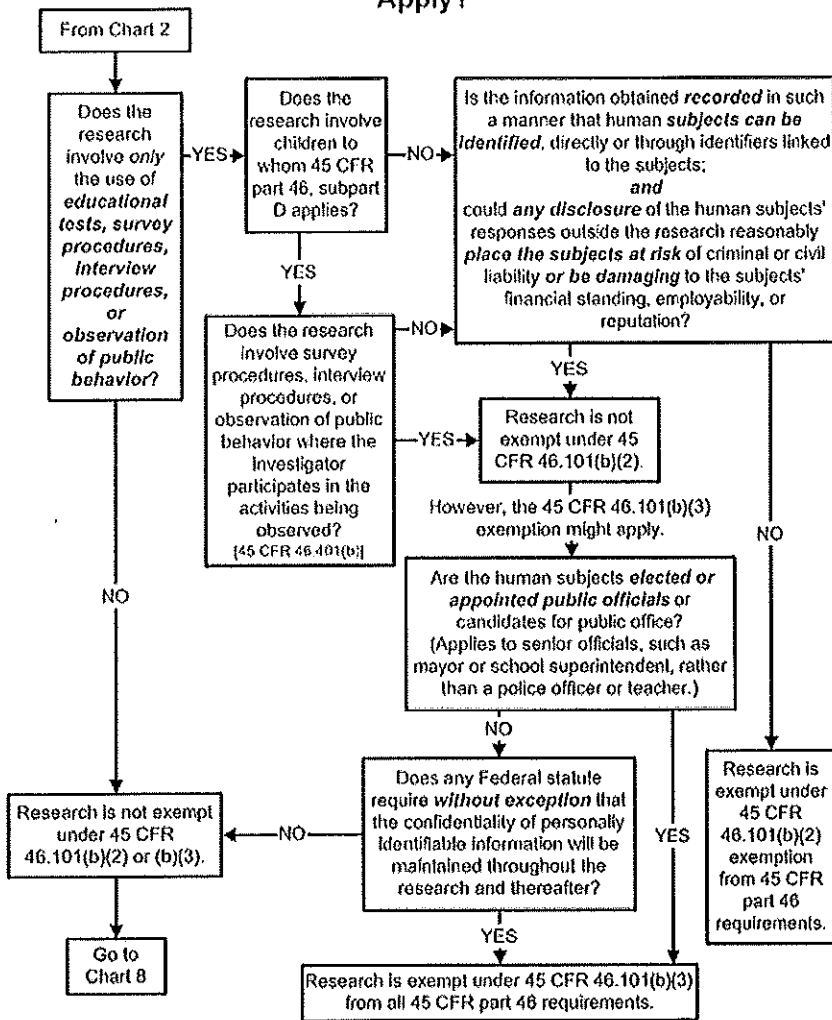 Apply?
From Chart 2
Does the
research
involve only
the use of
educational
tests, survey
procedures,
interview
procedures,
or
observation
of public
behavior?
YES
Does the
research involve
children to
whom 45 CFR
part 46, subpart
D applies?
NO
Is the information obtained recorded in such
a manner that human subjects can be
identified, directly or through identifiers linked
to the subjects;
and
could any disclosure of the human subjects'
responses outside the research reasonably
place the subjects at risk of criminal or civil
liability or be damaging to the subjects'
financial standing, employability, or
reputation?
YES
Does the research
involve survey
procedures, interview
procedures, or
observation of public
behavior where the
investigator
participates in the
activities being
observed?
[45 CFR 46.401(b)]
NO
YES
YES
Research is not
exempt under 45
CFR 46.101(b)(2).
However, the 45 CFR 46.101(b)(3)
exemption might apply.
NO
NO
Are the human subjects elected or
appointed public officials or
candidates for public office?
(Applies to senior officials, such as
mayor or school superintendent, rather
than a police officer or teacher.)
NO
YES
Research is not exempt
under 45 CFR
46.101(b)(2) or (b)(3).
NO
Does any Federal statute
require without exception that
the confidentiality of personally
identifiable information will be
maintained throughout the
research and thereafter?
Research is
exempt under
45 CFR
46.101(b)(2)
exemption
from 45 CFR
part 46
requirements.
YES
Go to
Chart 8
Research is exempt under 45 CFR 46.101(b)(3)
from all 45 CFR part 46 requirements.